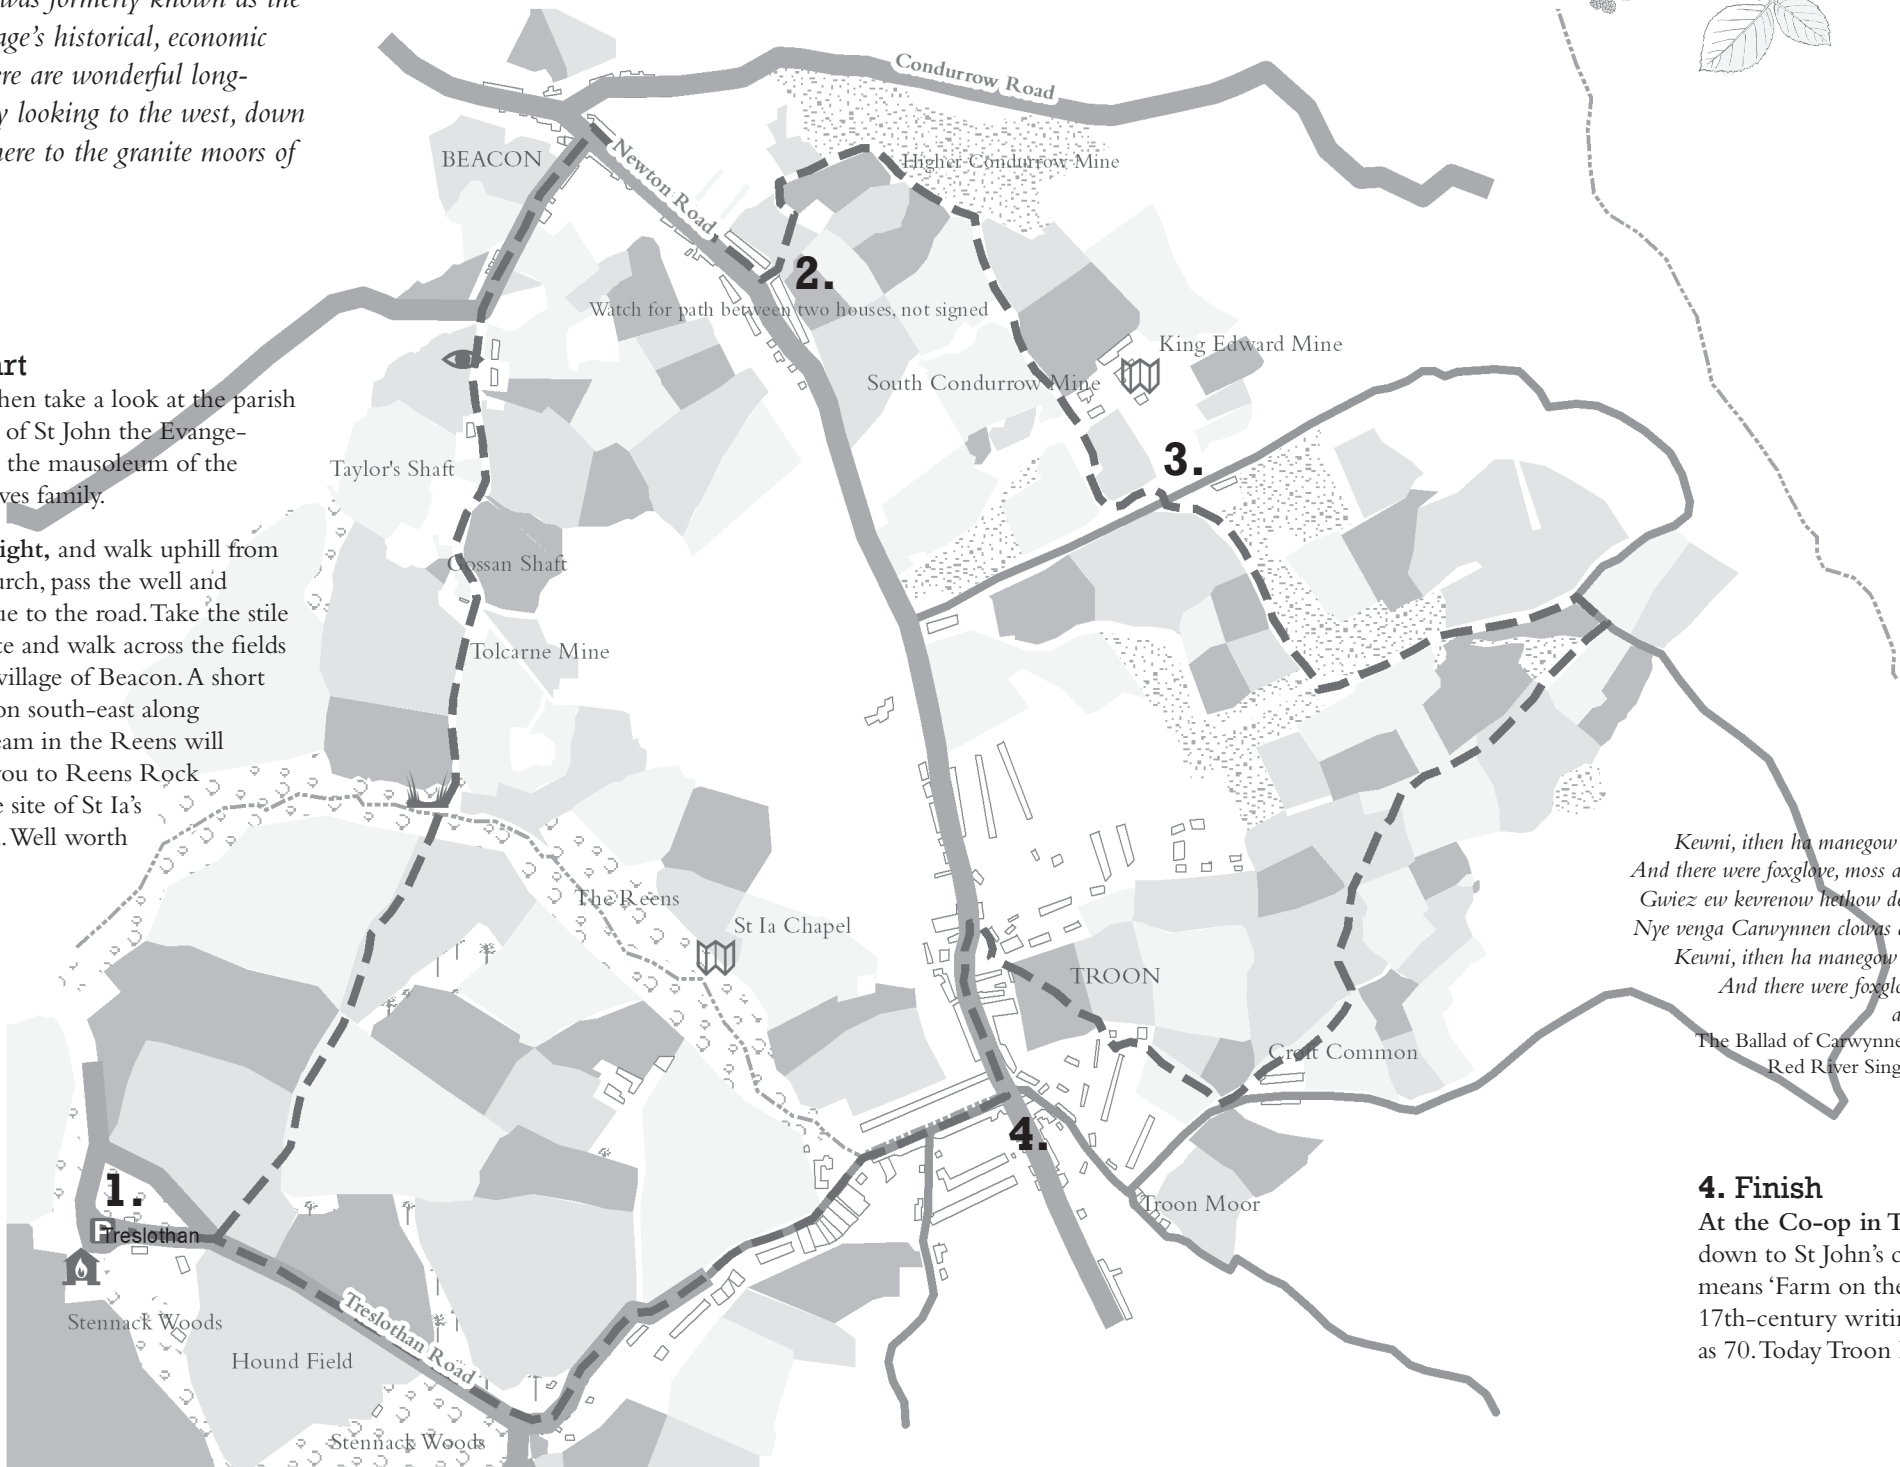 was formerly known as the
age's historical, economic
ere are wonderful long-
y looking to the west, down
here to the granite moors of
art
hen take a look at the parish
of St John the Evange-
the mausoleum of the
ves family.
ight, and walk uphill from
urch, pass the well and
ue to the road. Take the stile
te and walk across the fields
village of Beacon. A short
on south-east along
eam in the Reens will
you to Reens Rock
e site of St Ia's
. Well worth
Condurrow Road
BEACON
Newton Road
Higher Condurrow Mine
2.
Watch for path between two houses, not signed
King Edward Mine
South Condurrow Mine
3.
Taylor's Shaft
Gossan Shaft
Tolcarne Mine
The Reens
St Ia Chapel
TROON
Croft Common
4.
Troon Moor
1.
P
Treslothan
Stennack Woods
Treslothan Road
Hound Field
Stennack Woods
Kewni, ithen ha manegow
And there were foxglove, moss a
Gwiez ew kevrenow hethow de
Nye venga Carwynnen clowas
Kewni, ithen ha manegow
And there were foxglo
a
The Ballad of Carwynne
Red River Sing
4. Finish
At the Co-op in T
down to St John's c
means 'Farm on the
17th-century writin
as 70. Today Troon